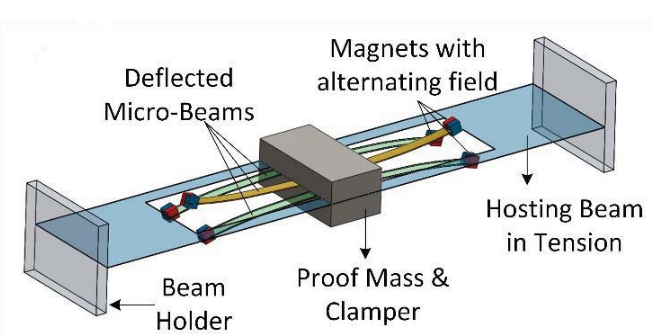 Magnets with
alternating field
Deflected
Micro-Beams
Hosting Beam
in Tension
Proof Mass &
Clamper
Beam
Holder